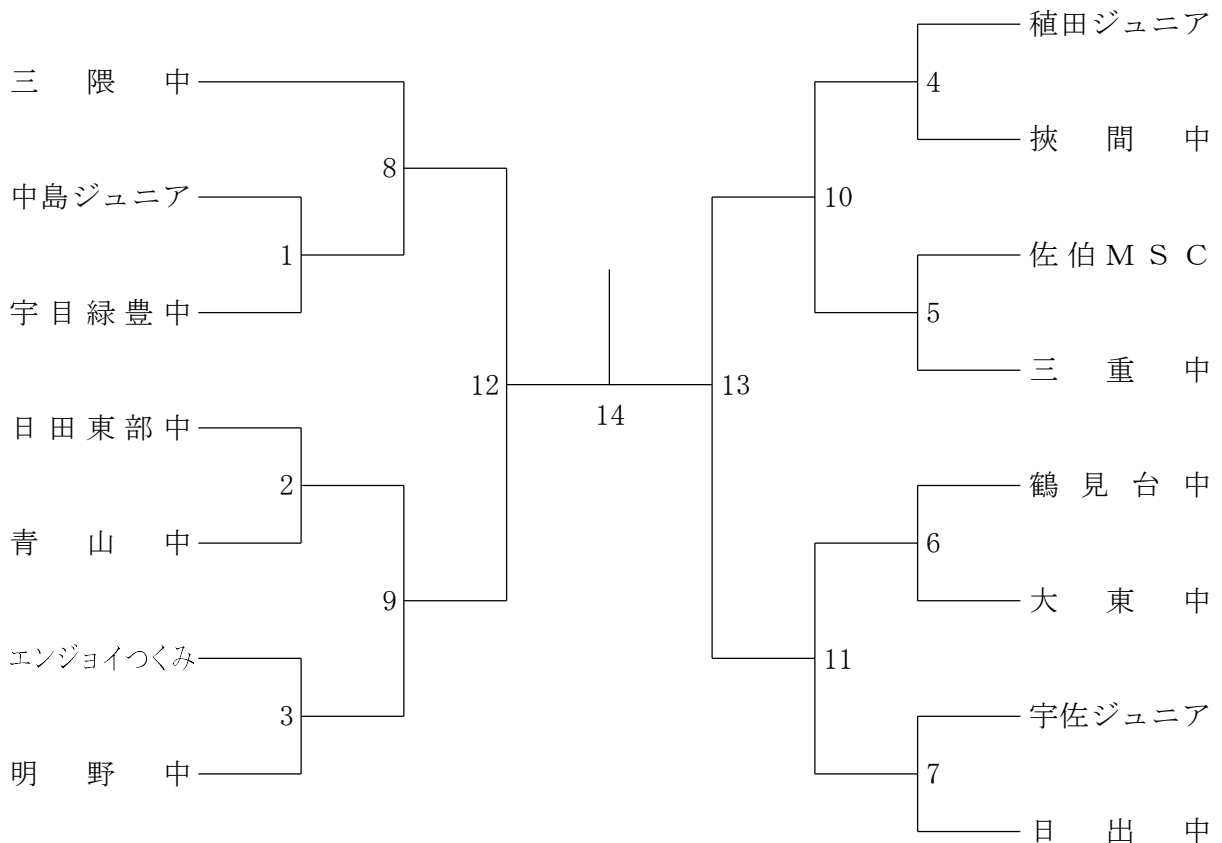 三隈中
8
中島ジュニア
1
宇目緑豊中
12
日田東部中
2
青山中
9
エンジョイつくみ
3
明野中
14
稙田ジュニア
4
挾間中
10
佐伯ＭＳＣ
5
三重中
13
鶴見台中
6
大東中
11
宇佐ジュニア
7
日出中